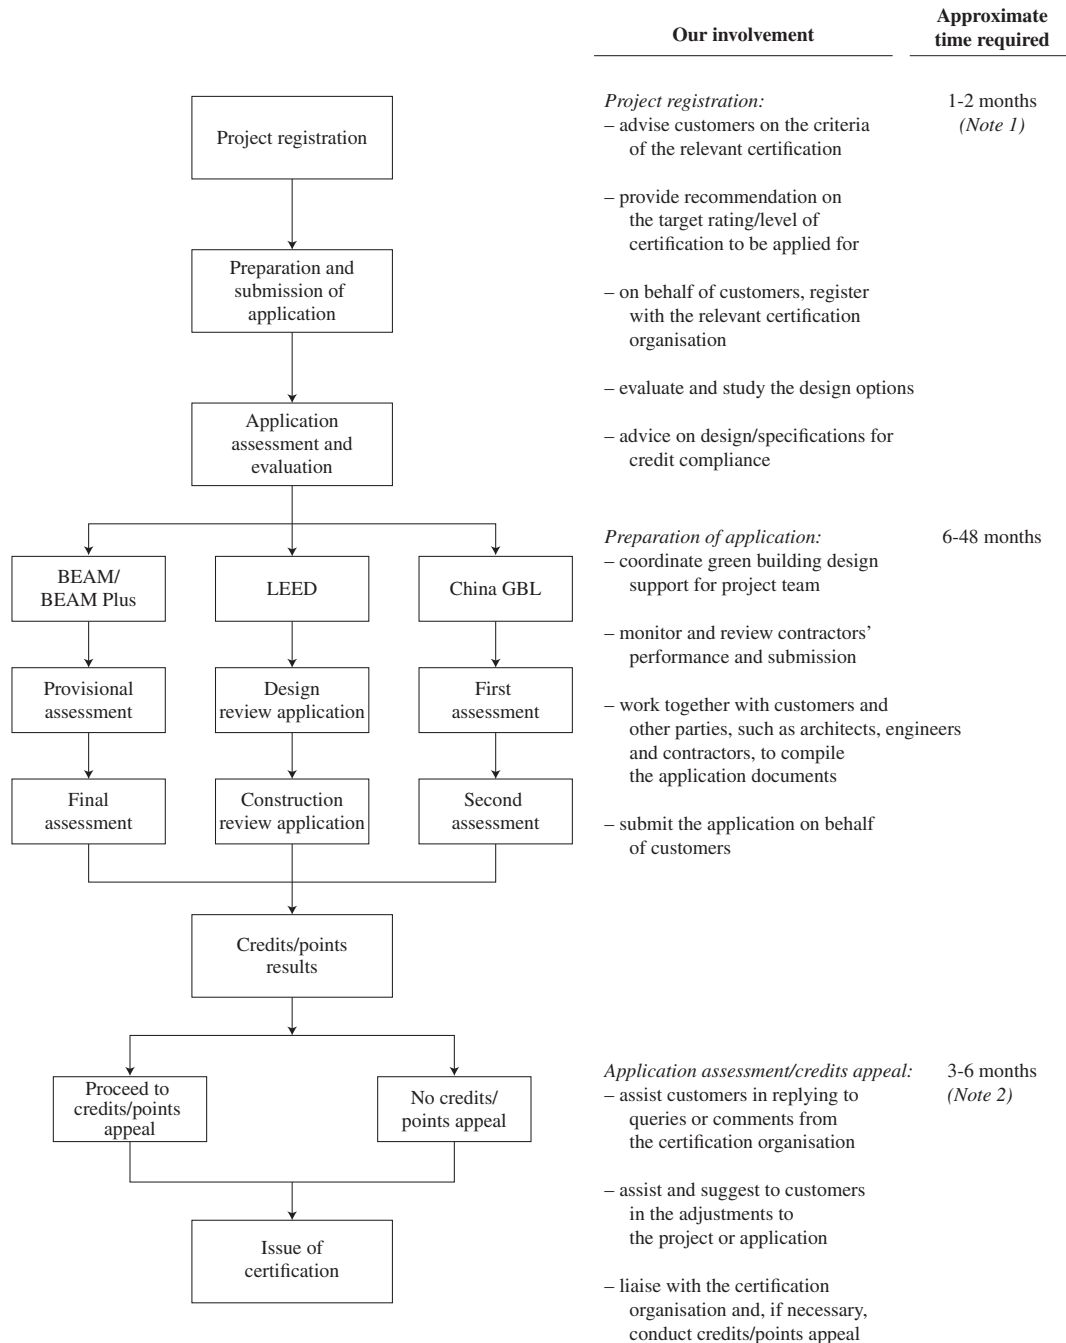 Our involvement
Approximate
time required
Project registration
Preparation and
submission of
application
Application
assessment and
evaluation
BEAM/
BEAM Plus
LEED
China GBL
Provisional
assessment
Design
review application
First
assessment
Final
assessment
Construction
review application
Second
assessment
Credits/points
results
Proceed to
credits/points
appeal
No credits/
points appeal
Issue of
certification
Project registration:
– advise customers on the criteria
of the relevant certification
– provide recommendation on
the target rating/level of
certification to be applied for
– on behalf of customers, register
with the relevant certification
organisation
– evaluate and study the design options
– advice on design/specifications for
credit compliance
1-2 months
(Note 1)
Preparation of application:
– coordinate green building design
support for project team
– monitor and review contractors’
performance and submission
– work together with customers and
other parties, such as architects, engineers
and contractors, to compile
the application documents
– submit the application on behalf
of customers
6-48 months
Application assessment/credits appeal:
– assist customers in replying to
queries or comments from
the certification organisation
– assist and suggest to customers
in the adjustments to
the project or application
– liaise with the certification
organisation and, if necessary,
conduct credits/points appeal
3-6 months
(Note 2)